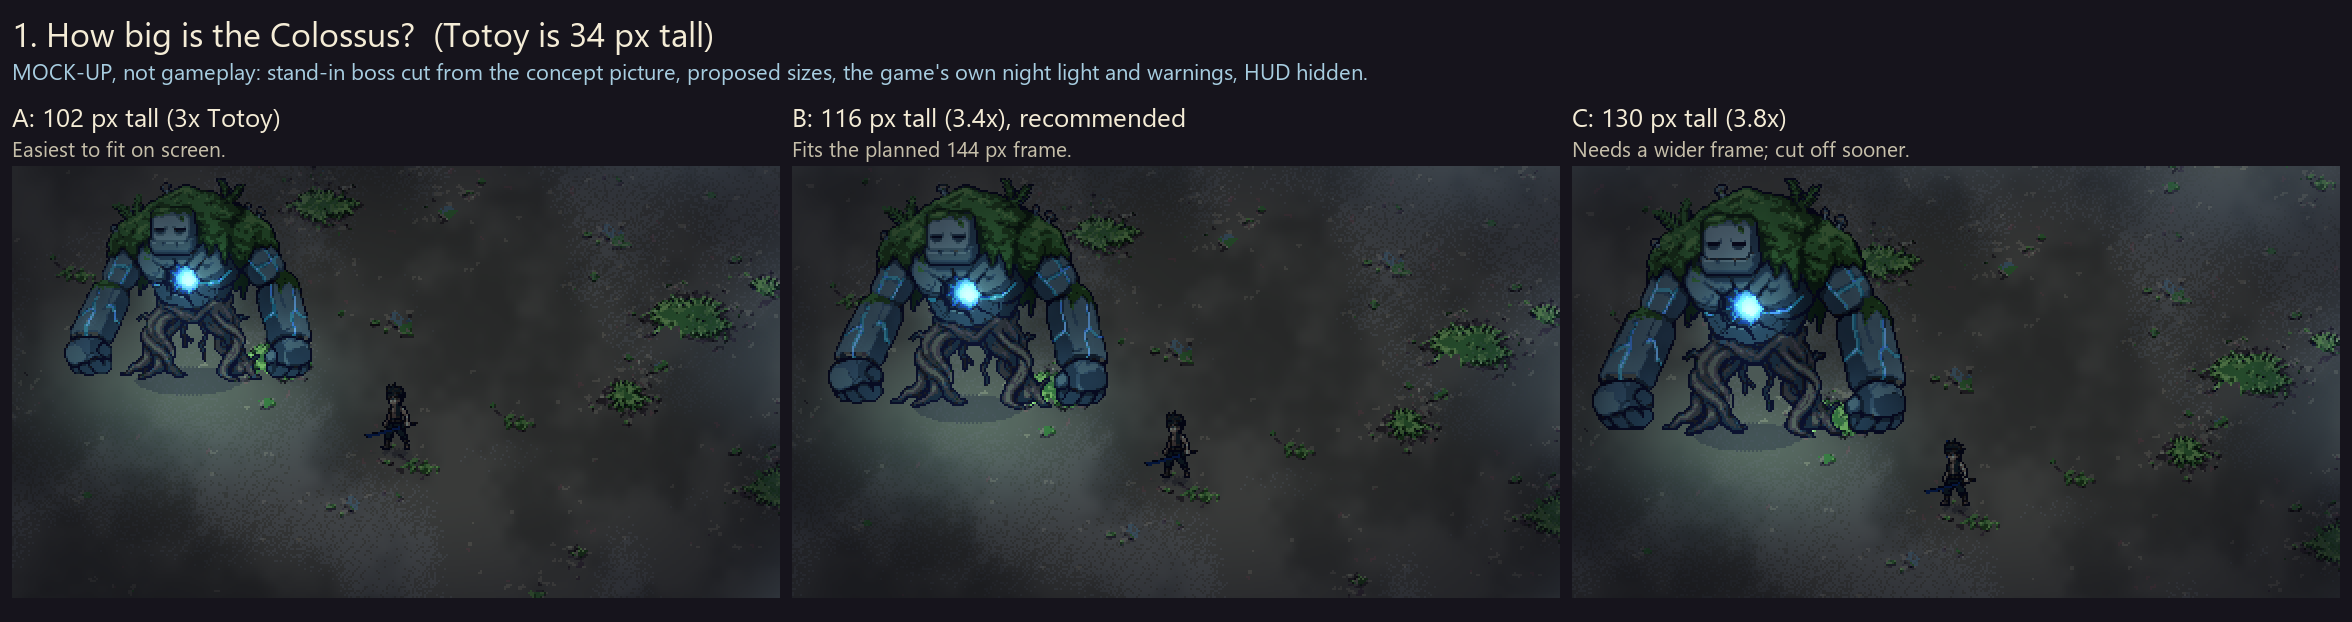 1. How big is the Colossus?  (Totoy is 34 px tall)
MOCK-UP, not gameplay: stand-in boss cut from the concept picture, proposed sizes, the game's own night light and warnings, HUD hidden.
A: 102 px tall (3x Totoy)
Easiest to fit on screen.
B: 116 px tall (3.4x), recommended
Fits the planned 144 px frame.
C: 130 px tall (3.8x)
Needs a wider frame; cut off sooner.